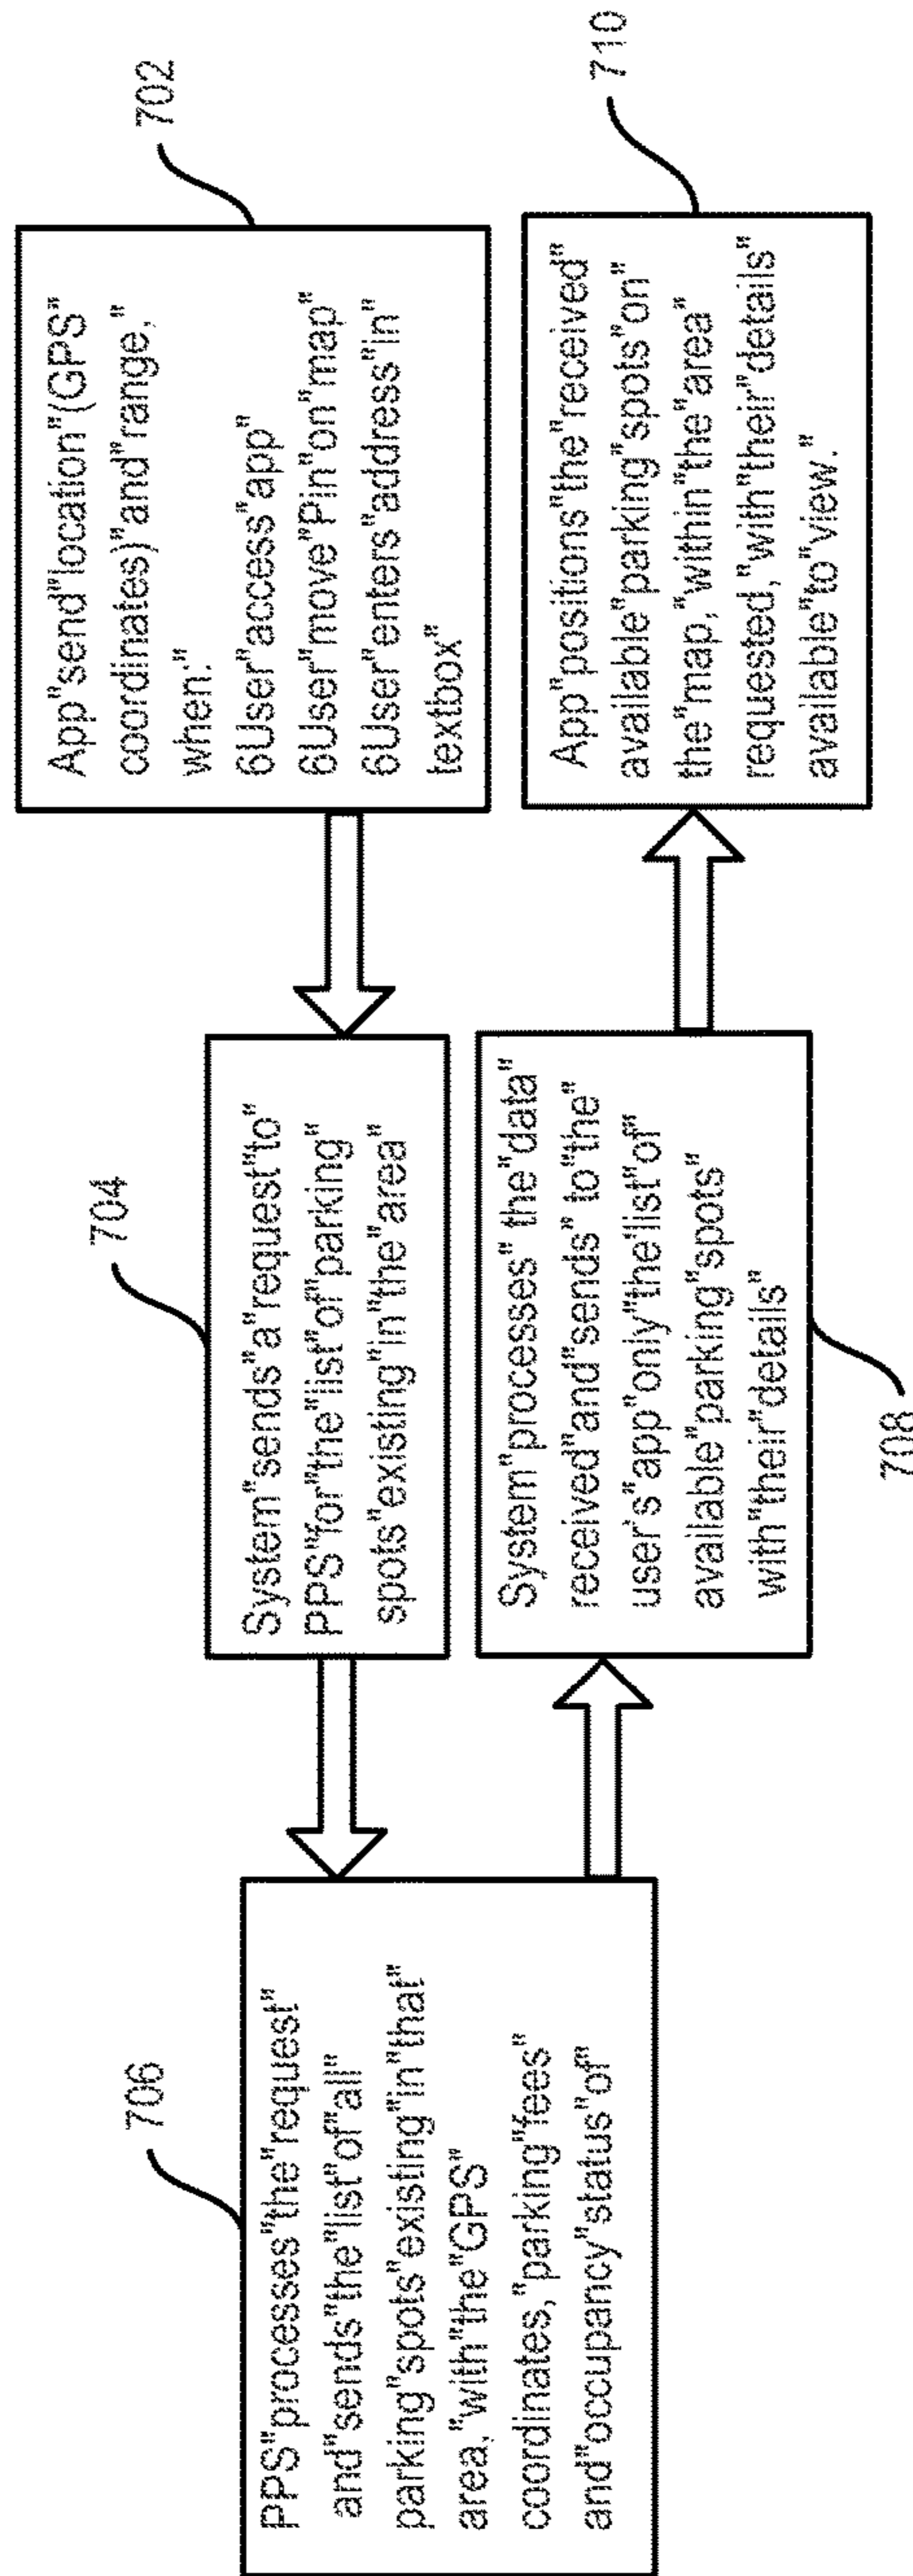 702
App"send"location"(GPS"
coordinates)"and"range,"
when:"
6User"access"app"
6User"move"Pin"on"map"
6User"enters"address"in"
textbox"
704
System"sends"a"request"to"
PPS"for"the"list"of"parking"
spots"existing"in"the"area"
706
PPS"processes"the"request"
and"sends"the"list"of"all"
parking"spots"existing"in"that"
area,"with"the"GPS"
coordinates,"parking"fees"
and"occupancy"status"of"
System"processes" the"data"
received"and"sends" to"the"
user's"app"only"the"list"of"
available"parking"spots"
with"their"details"
708
710
App"positions"the"received"
available"parking"spots"on"
the"map,"within"the"area"
requested,"with"their"details"
available"to"view."